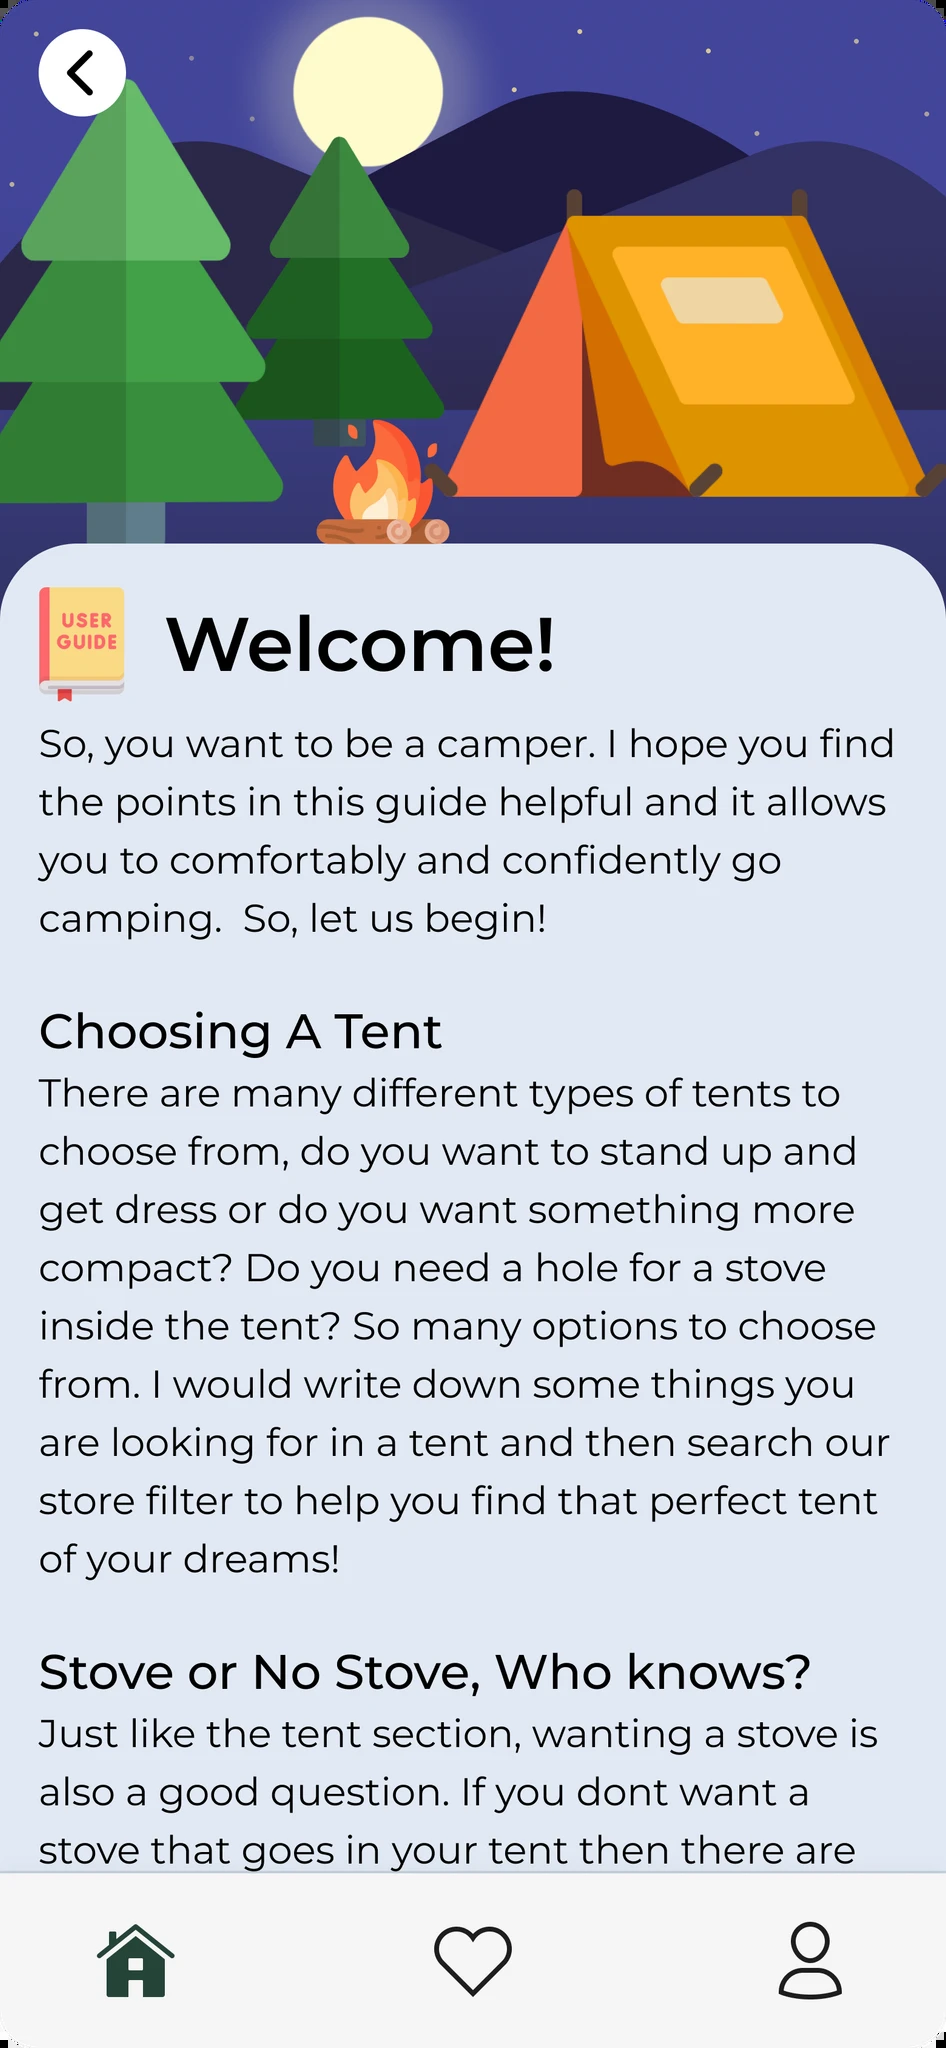 USER
GUIDE
Welcome!
So, you want to be a camper. I hope you find
the points in this guide helpful and it allows
you to comfortably and confidently go
camping.  So, let us begin!
Choosing A Tent
There are many different types of tents to
choose from, do you want to stand up and
get dress or do you want something more
compact? Do you need a hole for a stove
inside the tent? So many options to choose
from. I would write down some things you
are looking for in a tent and then search our
store filter to help you find that perfect tent
of your dreams!
Stove or No Stove, Who knows?
Just like the tent section, wanting a stove is
also a good question. If you dont want a
stove that goes in your tent then there are